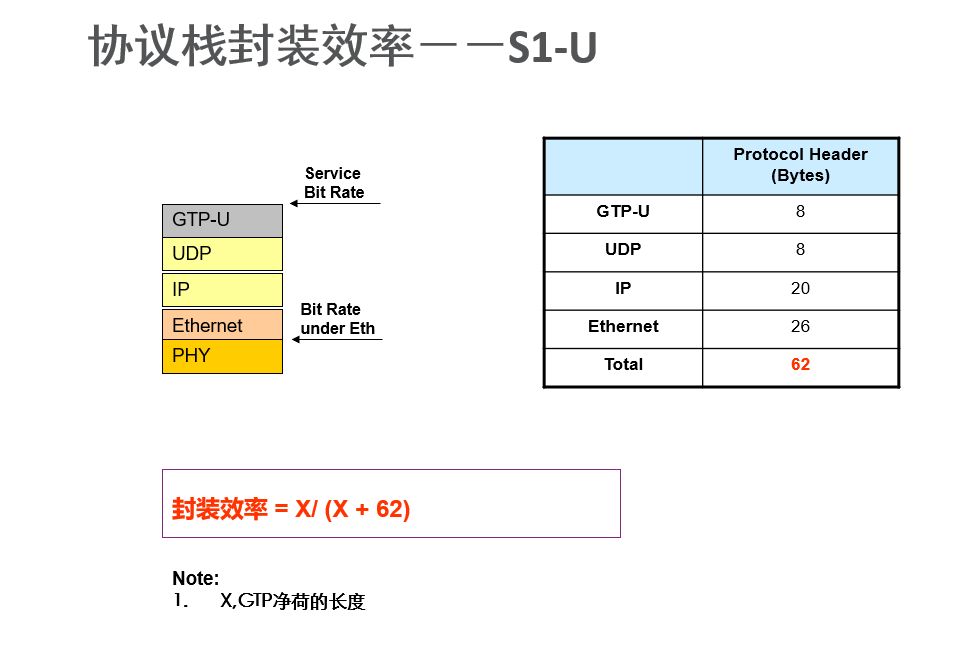 协议栈封装效率－－S1-U
Service
Bit Rate
GTP-U
UDP
IP
Ethernet
PHY
Bit Rate
under Eth
Protocol Header
(Bytes)
GTP-U 8
UDP 8
IP 20
Ethernet 26
Total 62
封装效率 = X/ (X + 62)
Note:
1. X,GTP净荷的长度